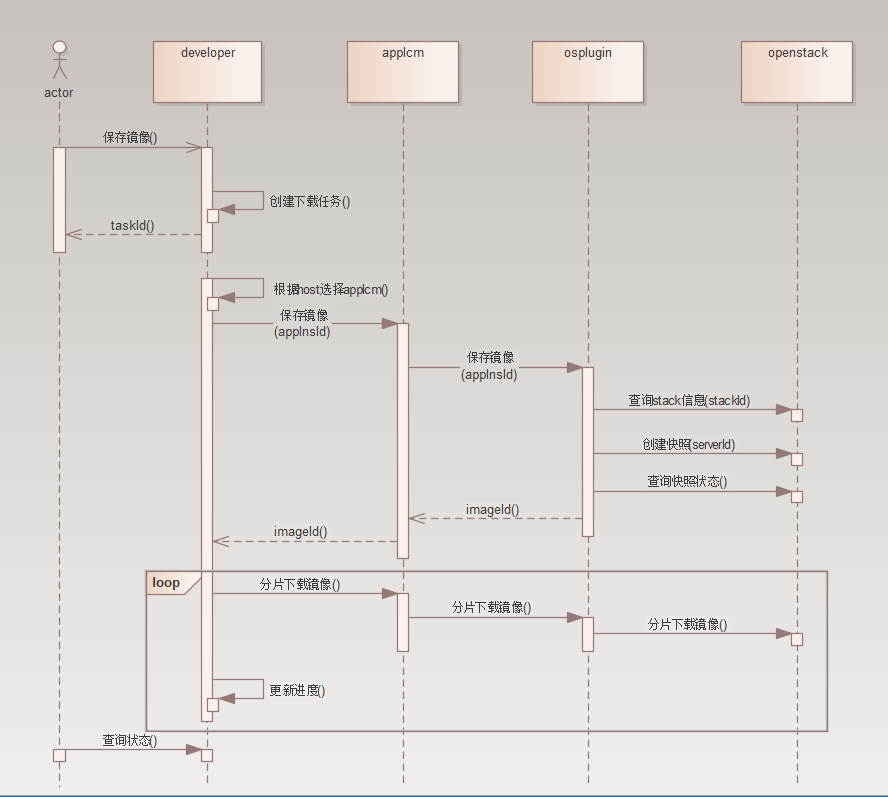 developer
applcm
osplugin
openstack
actor
保存镜像()
创建下载任务()
taskId()
根据host选择applcm()
保存镜像
(appInsId)
保存镜像
(appInsId)
查询stack信息(stackId)
创建快照(serverId)
查询快照状态()
imageId()
imageId()
loop
分片下载镜像()
分片下载镜像()
分片下载镜像()
更新进度()
查询状态()